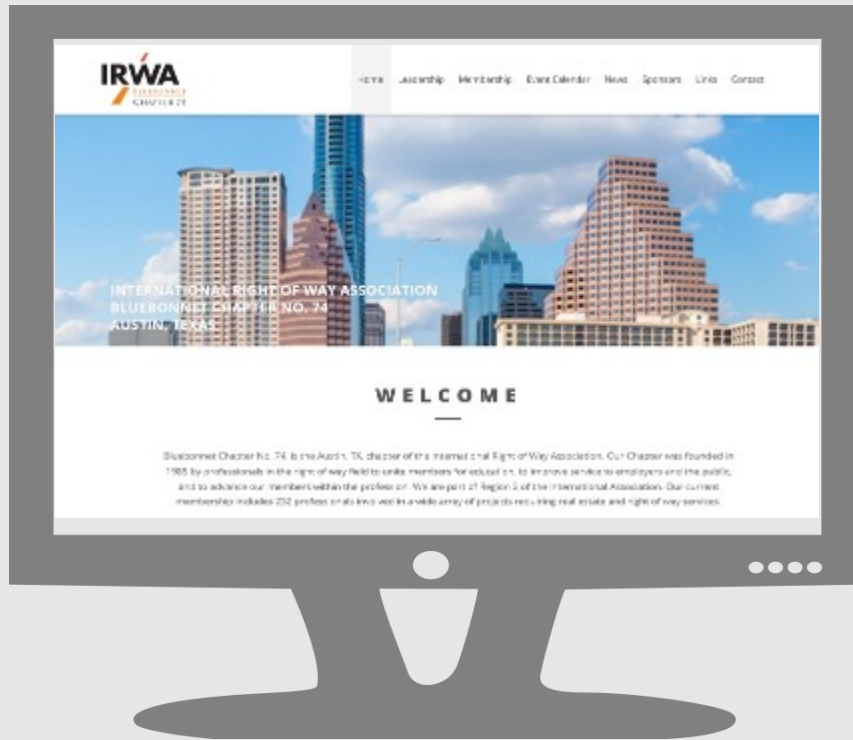 IRWA
BLUEBONNET
CHAPTER 74
Home Leadership Membership Event Calendar News Sponsors Links Contact
INTERNATIONAL RIGHT OF WAY ASSOCIATION
BLUEBONNET CHAPTER NO. 74
AUSTIN, TEXAS
WELCOME
Bluebonnet Chapter No. 74, is the Austin, TX, chapter of the International Right of Way Association. Our Chapter was founded in
1985 by professionals in the right of way field to unite members for education, to improve service to employers and the public,
and to advance our members within the profession. We are part of Region 2 of the International Association. Our current
membership includes 232 professionals involved in a wide array of projects requiring real estate and right of way services.